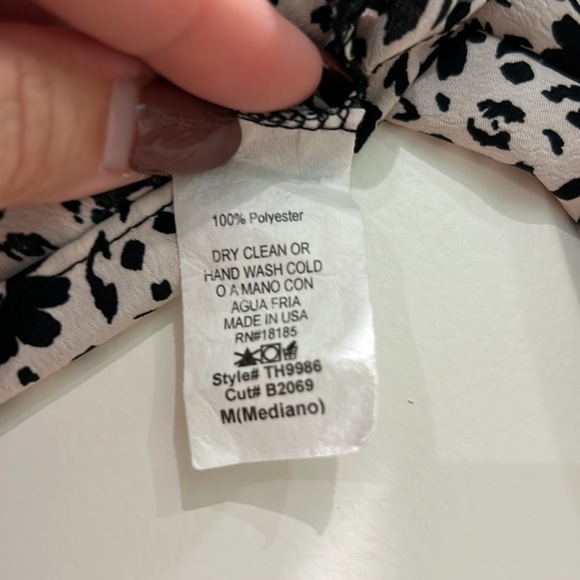 100% Polyester
DRY CLEAN OR
HAND WASH COLD
O A MANO CON
AGUA FRIA
MADE IN USA
RN#18185
Style# TH9986
Cut# B2069
M(Mediano)